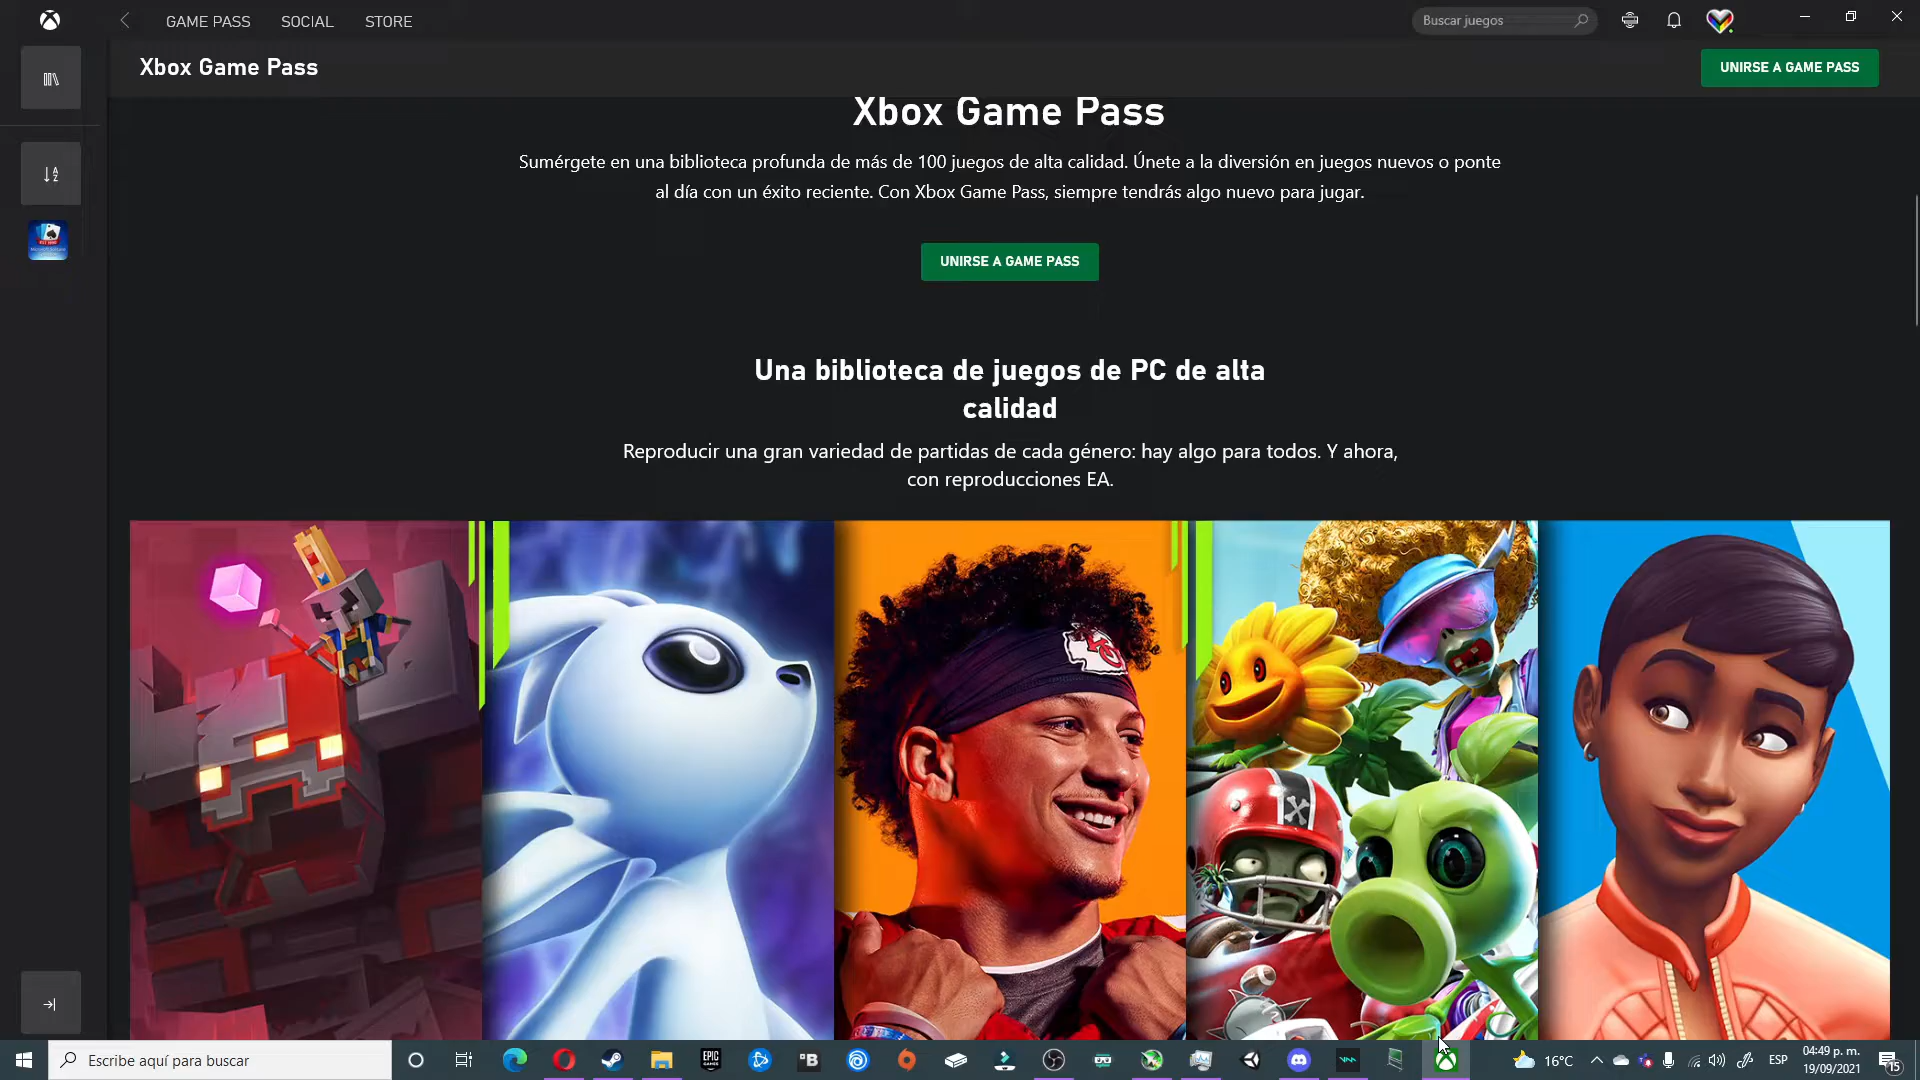 GAME PASS SOCIAL STORE
Buscar juegos
Xbox Game Pass
UNIRSE A GAME PASS
Xbox Game Pass
Sumérgete en una biblioteca profunda de más de 100 juegos de alta calidad. Únete a la diversión en juegos nuevos o ponte
al día con un éxito reciente. Con Xbox Game Pass, siempre tendrás algo nuevo para jugar.
UNIRSE A GAME PASS
Una biblioteca de juegos de PC de alta
calidad
Reproducir una gran variedad de partidas de cada género: hay algo para todos. Y ahora,
con reproducciones EA.
KC
Escribe aquí para buscar
EPIC
GAMES
B
16°C
ESP
04:49 p. m.
19/09/2021
15